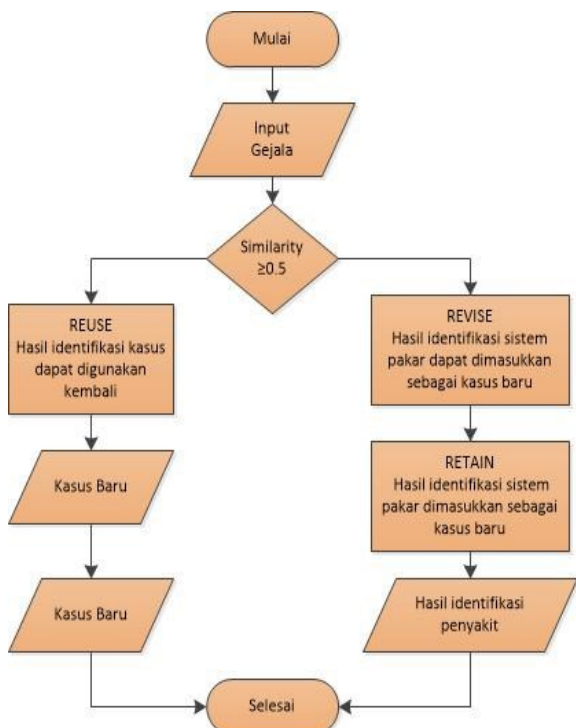 Mulai
Input
Gejala
Similarity
≥0.5
REUSE
Hasil identifikasi kasus
dapat digunakan
kembali
Kasus Baru
Kasus Baru
REVISE
Hasil identifikasi sistem
pakar dapat dimasukkan
sebagai kasus baru
RETAIN
Hasil identifikasi sistem
pakar dimasukkan sebagai
kasus baru
Hasil identifikasi
penyakit
Selesai